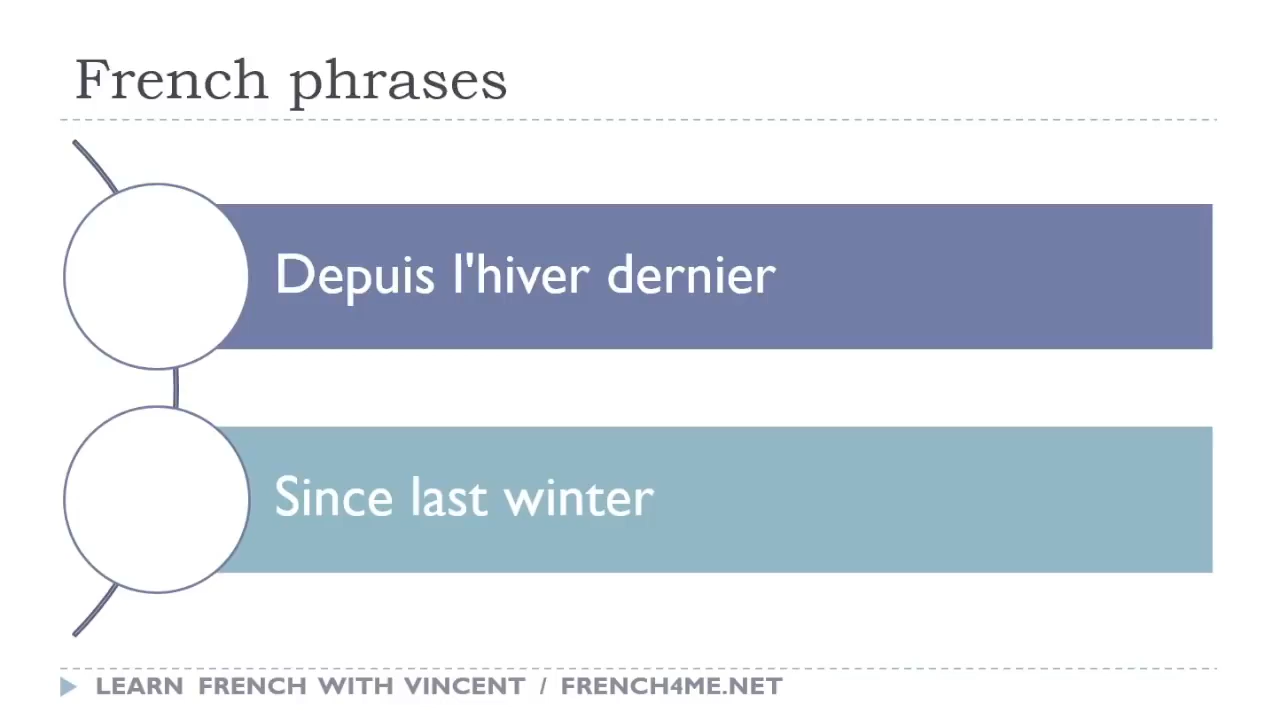 French phrases
Depuis l'hiver dernier
Since last winter
LEARN FRENCH WITH VINCENT / FRENCH4ME.NET